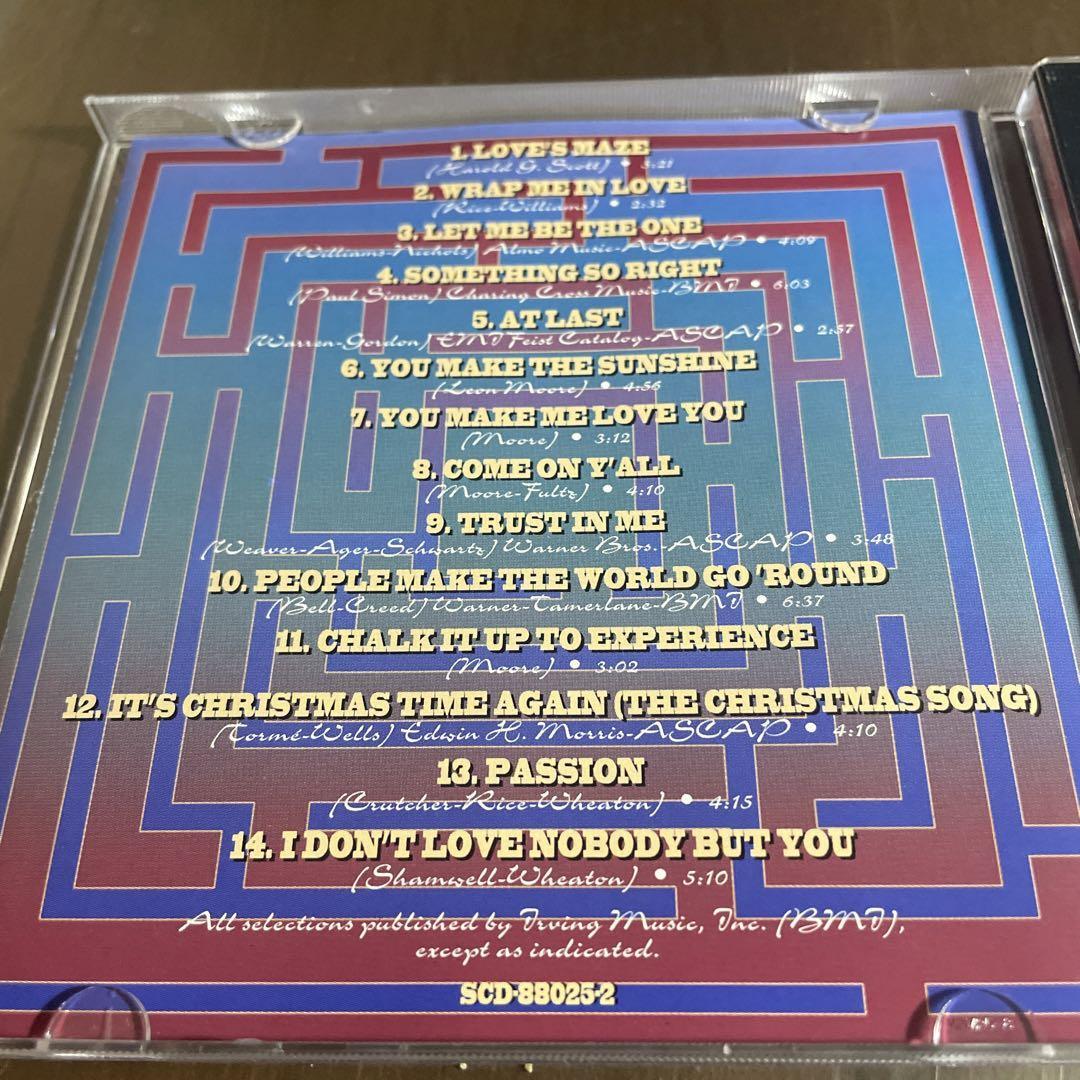 1. LOVE'S MAZE
(Harold G. Scott) • 3:21
2. WRAP ME IN LOVE
(Rice-Williams) • 2:32
3. LET ME BE THE ONE
(Williams-Nichols) Almo Music-ASCAP • 4:09
4. SOMETHING SO RIGHT
(Paul Simon) Charing Cross Music-BMI • 6:03
5. AT LAST
(Warren-Gordon) EMI Feist Catalog-ASCAP • 2:57
6. YOU MAKE THE SUNSHINE
(Leon Moore) • 4:56
7. YOU MAKE ME LOVE YOU
(Moore) • 3:12
8. COME ON Y'ALL
(Moore-Fultz) • 4:10
9. TRUST IN ME
(Weaver-Ager-Schwartz) Warner Bros.-ASCAP • 3:48
10. PEOPLE MAKE THE WORLD GO 'ROUND
(Bell-Creed) Warner-Tamerlane-BMI • 6:37
11. CHALK IT UP TO EXPERIENCE
(Moore) • 3:02
12. IT'S CHRISTMAS TIME AGAIN (THE CHRISTMAS SONG)
(Tormé-Wells) Edwin H. Morris-ASCAP • 4:10
13. PASSION
(Crutcher-Rice-Wheaton) • 4:15
14. I DON'T LOVE NOBODY BUT YOU
(Shamwell-Wheaton) • 5:10
All selections published by Irving Music, Inc. (BMI),
except as indicated.
SCD-88025-2